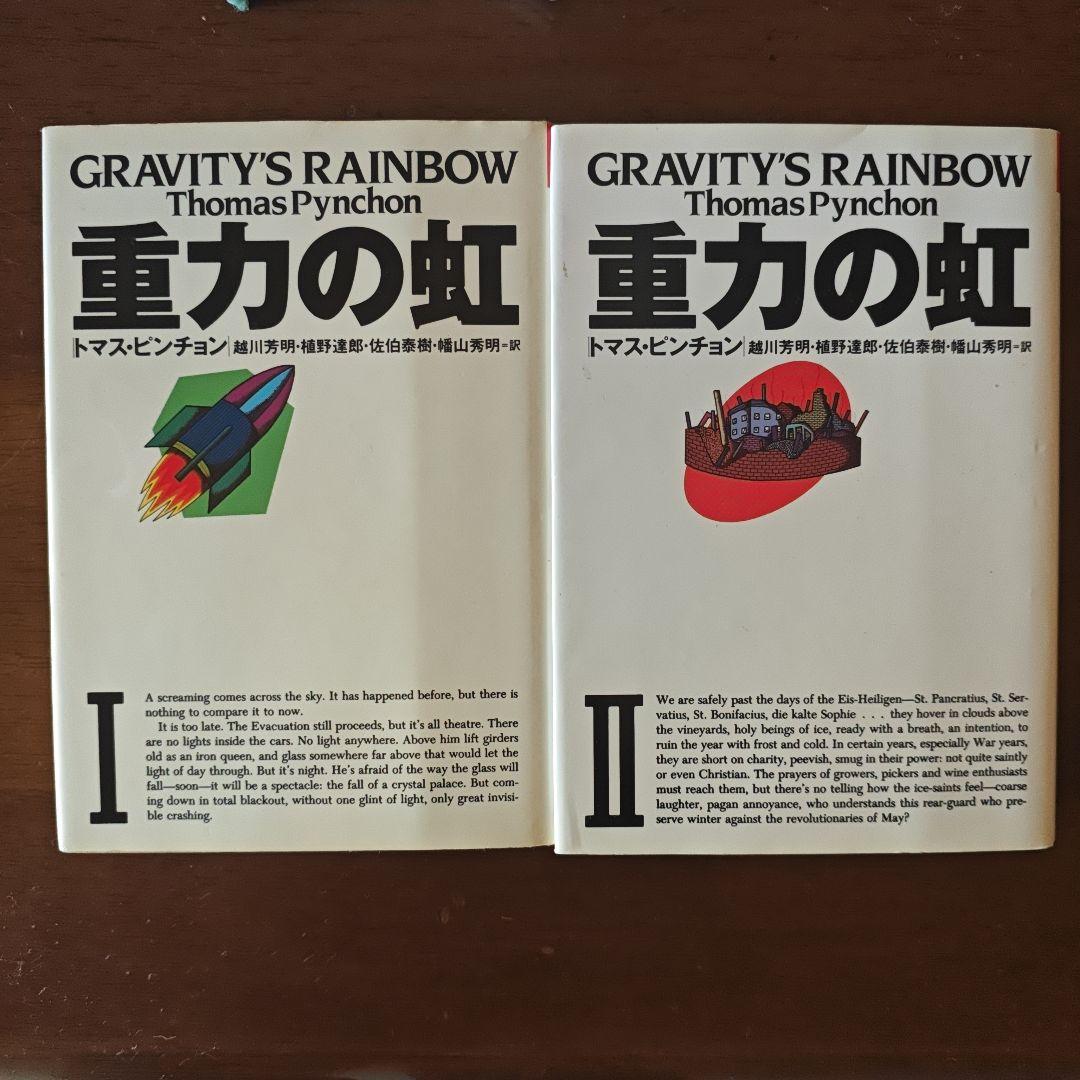 GRAVITY'S RAINBOW
Thomas Pynchon
重力の虹
トマス・ピンチョン|越川芳明・植野達郎・佐伯泰樹・幡山秀明=訳
I
A screaming comes across the sky. It has happened before, but there is
nothing to compare it to now.
It is too late. The Evacuation still proceeds, but it's all theatre. There
are no lights inside the cars. No light anywhere. Above him lift girders
old as an iron queen, and glass somewhere far above that would let the
light of day through. But it's night. He's afraid of the way the glass will
fall—soon—it will be a spectacle: the fall of a crystal palace. But com-
ing down in total blackout, without one glint of light, only great invisi-
ble crashing.
GRAVITY'S RAINBOW
Thomas Pynchon
重力の虹
トマス・ピンチョン|越川芳明・植野達郎・佐伯泰樹・幡山秀明=訳
II
We are safely past the days of the Eis-Heiligen—St. Pancratius, St. Ser-
vatius, St. Bonifacius, die kalte Sophie . . . they hover in clouds above
the vineyards, holy beings of ice, ready with a breath, an intention, to
ruin the year with frost and cold. In certain years, especially War years,
they are short on charity, peevish, smug in their power: not quite saintly
or even Christian. The prayers of growers, pickers and wine enthusiasts
must reach them, but there's no telling how the ice-saints feel—coarse
laughter, pagan annoyance, who understands this rear-guard who pre-
serve winter against the revolutionaries of May?